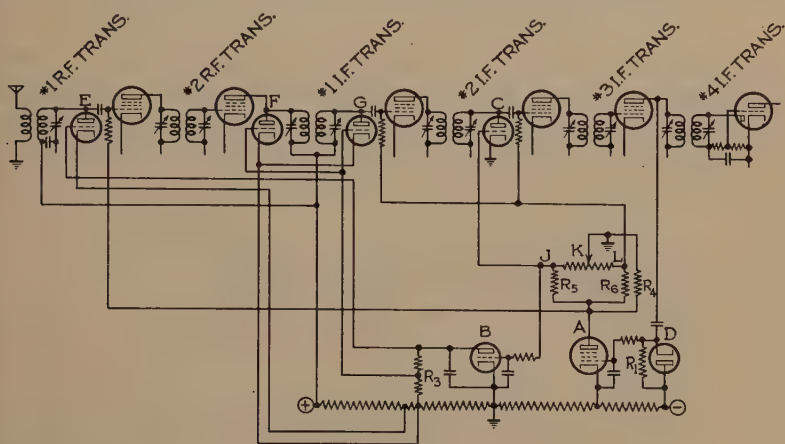 *1 R.F. TRANS.
*2 R.F. TRANS.
*1 I.F. TRANS.
*2 I.F. TRANS.
*3 I.F. TRANS.
*4 I.F. TRANS.
E
F
G
C
J
K
L
R5
R6
R4
A
B
D
R1
R3
+
−